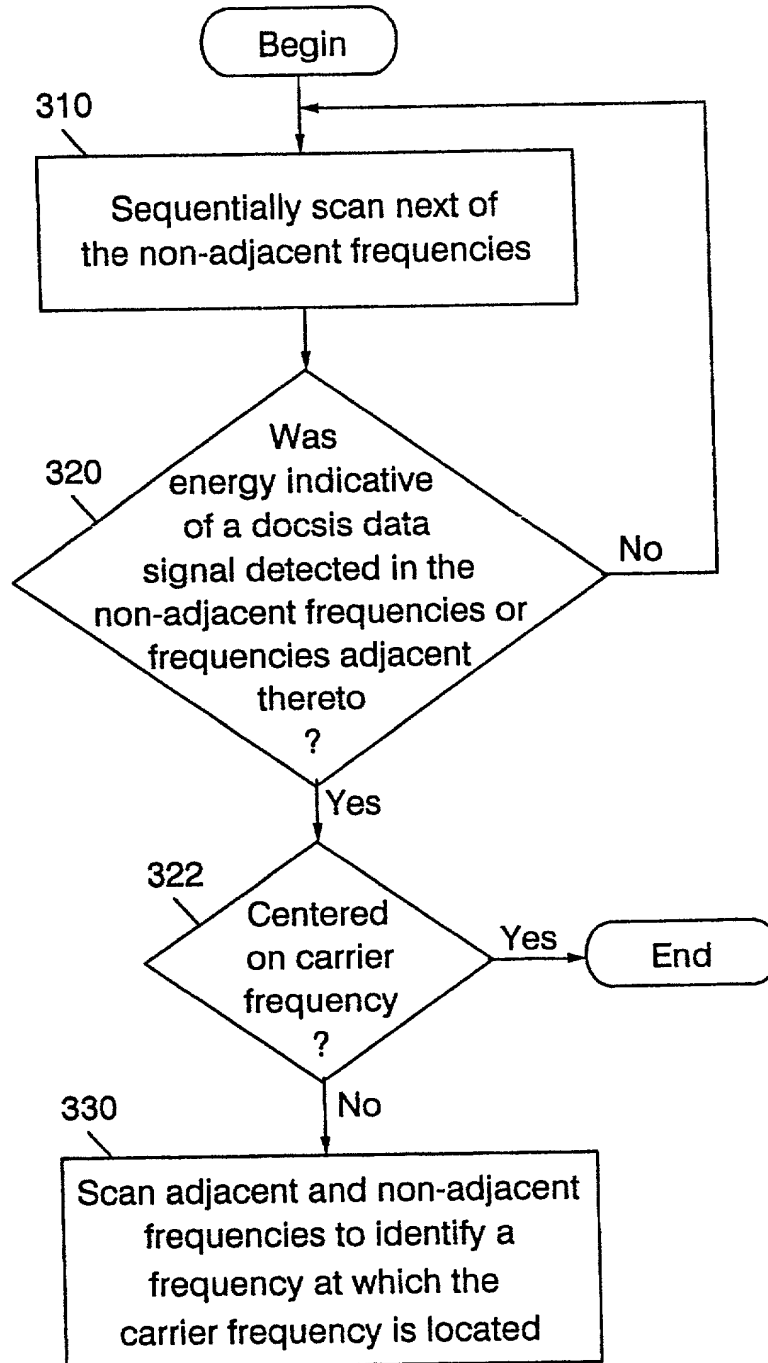 Begin
310
Sequentially scan next of
the non-adjacent frequencies
320
Was
energy indicative
of a docsis data
signal detected in the
non-adjacent frequencies or
frequencies adjacent
thereto
?
No
Yes
322
Centered
on carrier
frequency
?
Yes
End
No
330
Scan adjacent and non-adjacent
frequencies to identify a
frequency at which the
carrier frequency is located